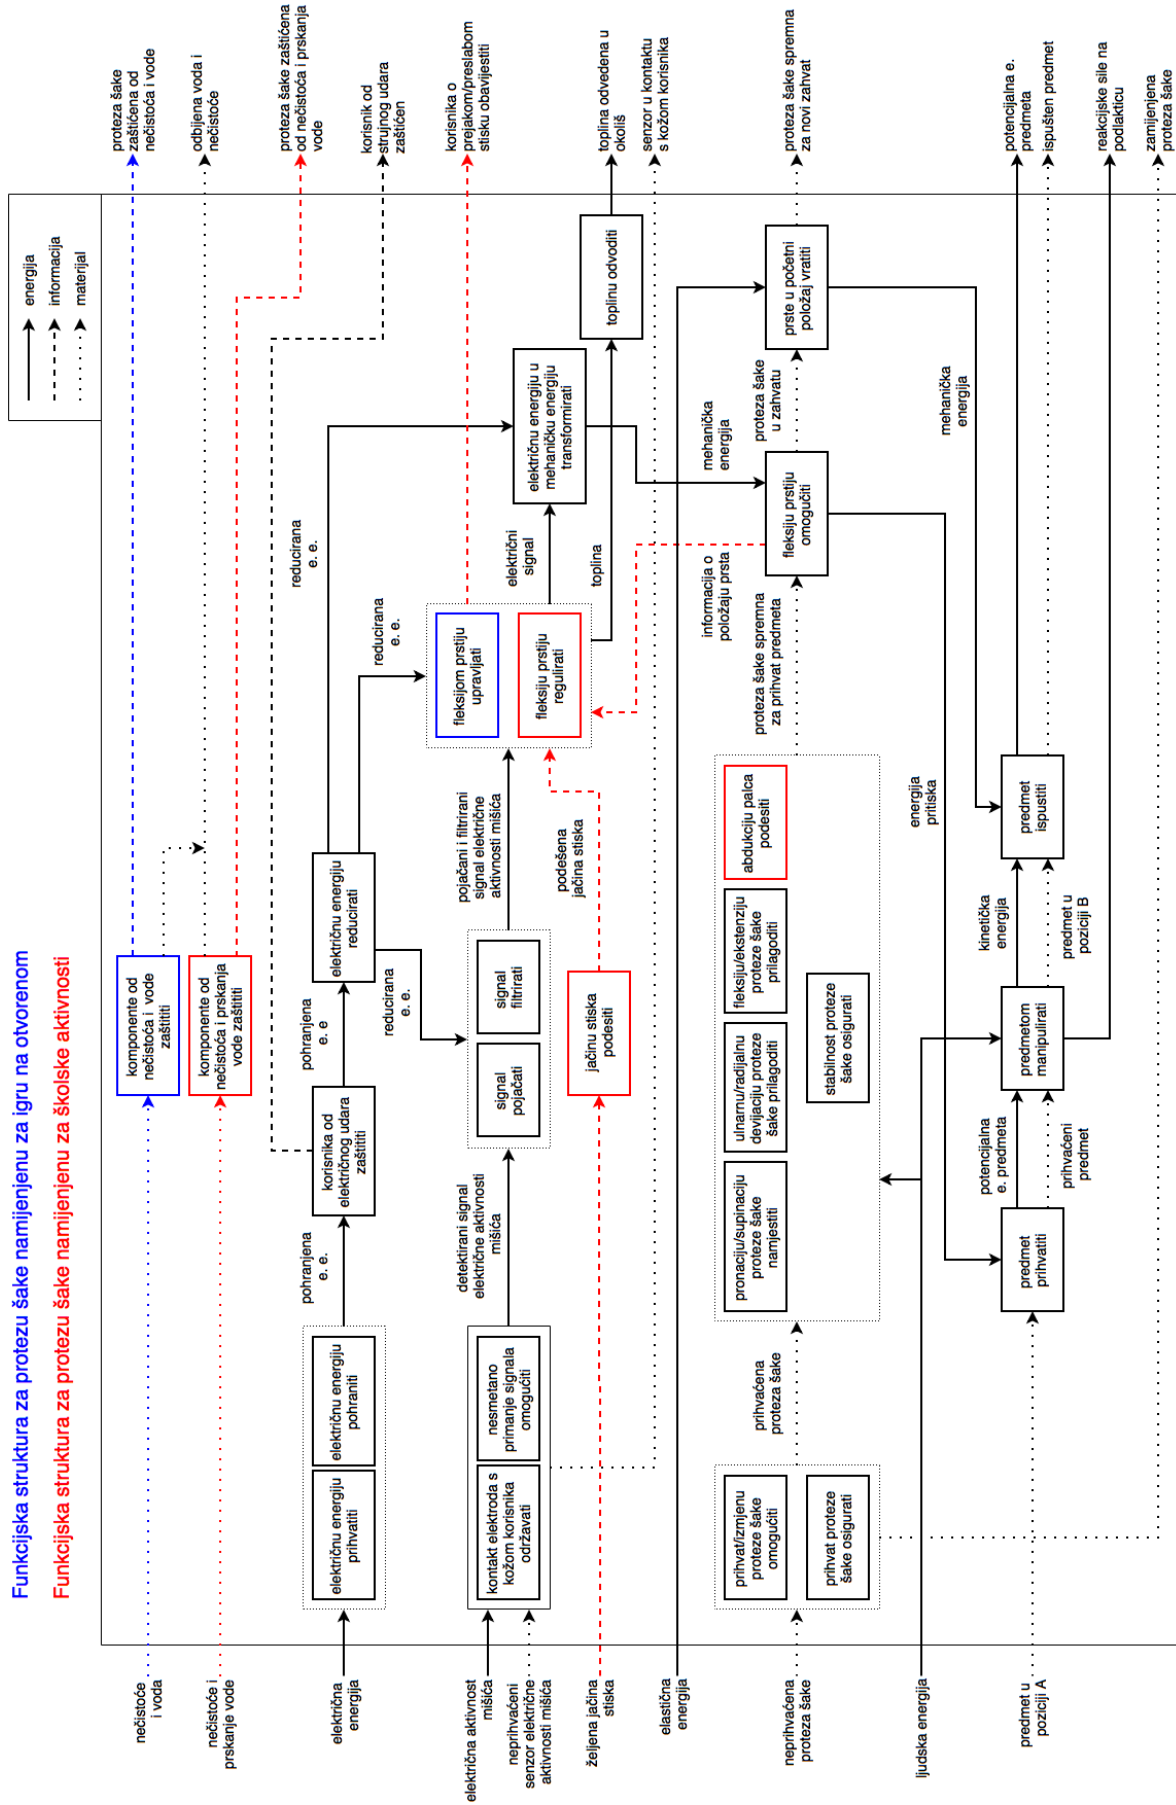 Funkcijska struktura za protezu šake namijenjenu za igru na otvorenom
Funkcijska struktura za protezu šake namijenjenu za školske aktivnosti
energija
informacija
materijal
nečistoće
i voda
komponente od
nečistoća i vode
zaštititi
proteza šake
zaštićena od
nečistoća i vode
odbijena voda i
nečistoće
nečistoće i
prskanje vode
komponente od
nečistoća i prskanja
vode zaštititi
proteza šake zaštićena
od nečistoća i prskanja
vode
korisnik od
strujnog udara
zaštićen
električna
energija
električnu energiju
prihvatiti
električnu energiju
pohraniti
pohranjena
e. e.
korisnika od
električnog udara
zaštititi
pohranjena
e. e
električnu energiju
reducirati
reducirana
e. e.
reducirana
e. e.
reducirana
e. e.
električna aktivnost
mišića
neprihvaćeni
senzor električne
aktivnosti mišića
kontakt elektroda s
kožom korisnika
održavati
nesmetano
primanje signala
omogućiti
detektirani signal
električne aktivnosti
mišića
signal
pojačati
signal
filtrirati
pojačani i filtrirani
signal električne
aktivnosti mišića
fleksijom prstiju
upravljati
fleksiju prstiju
regulirati
korisnika o
prejakom/preslabom
stisku obavijestiti
električni
signal
električnu energiju u
mehaničku energiju
transformirati
toplina
toplinu odvoditi
toplina odvedena u
okoliš
senzor u kontaktu
s kožom korisnika
željena jačina
stiska
jačinu stiska
podesiti
podešena
jačina stiska
elastična
energija
informacija o
položaju prsta
mehanička
energija
neprihvaćena
proteza šake
prihvat/izmjenu
proteze šake
omogućiti
prihvat proteze
šake osigurati
prihvaćena
proteza šake
pronaciju/supinaciju
proteze šake
namjestiti
ulnarnu/radijalnu
devijaciju proteze
šake prilagoditi
fleksiju/ekstenziju
proteze šake
prilagoditi
abdukciju palca
podesiti
stabilnost proteze
šake osigurati
proteza šake spremna
za prihvat predmeta
fleksiju prstiju
omogućiti
proteza šake
u zahvatu
prste u početni
položaj vratiti
proteza šake spremna
za novi zahvat
ljudska energija
energija
pritiska
mehanička
energija
predmet u
poziciji A
predmet
prihvatiti
potencijalna
e. predmeta
prihvaćeni
predmet
predmetom
manipulirati
kinetička
energija
predmet u
poziciji B
predmet
ispustiti
potencijalna e.
predmeta
ispušten predmet
reakcijske sile na
podlakticu
zamijenjena
proteza šake